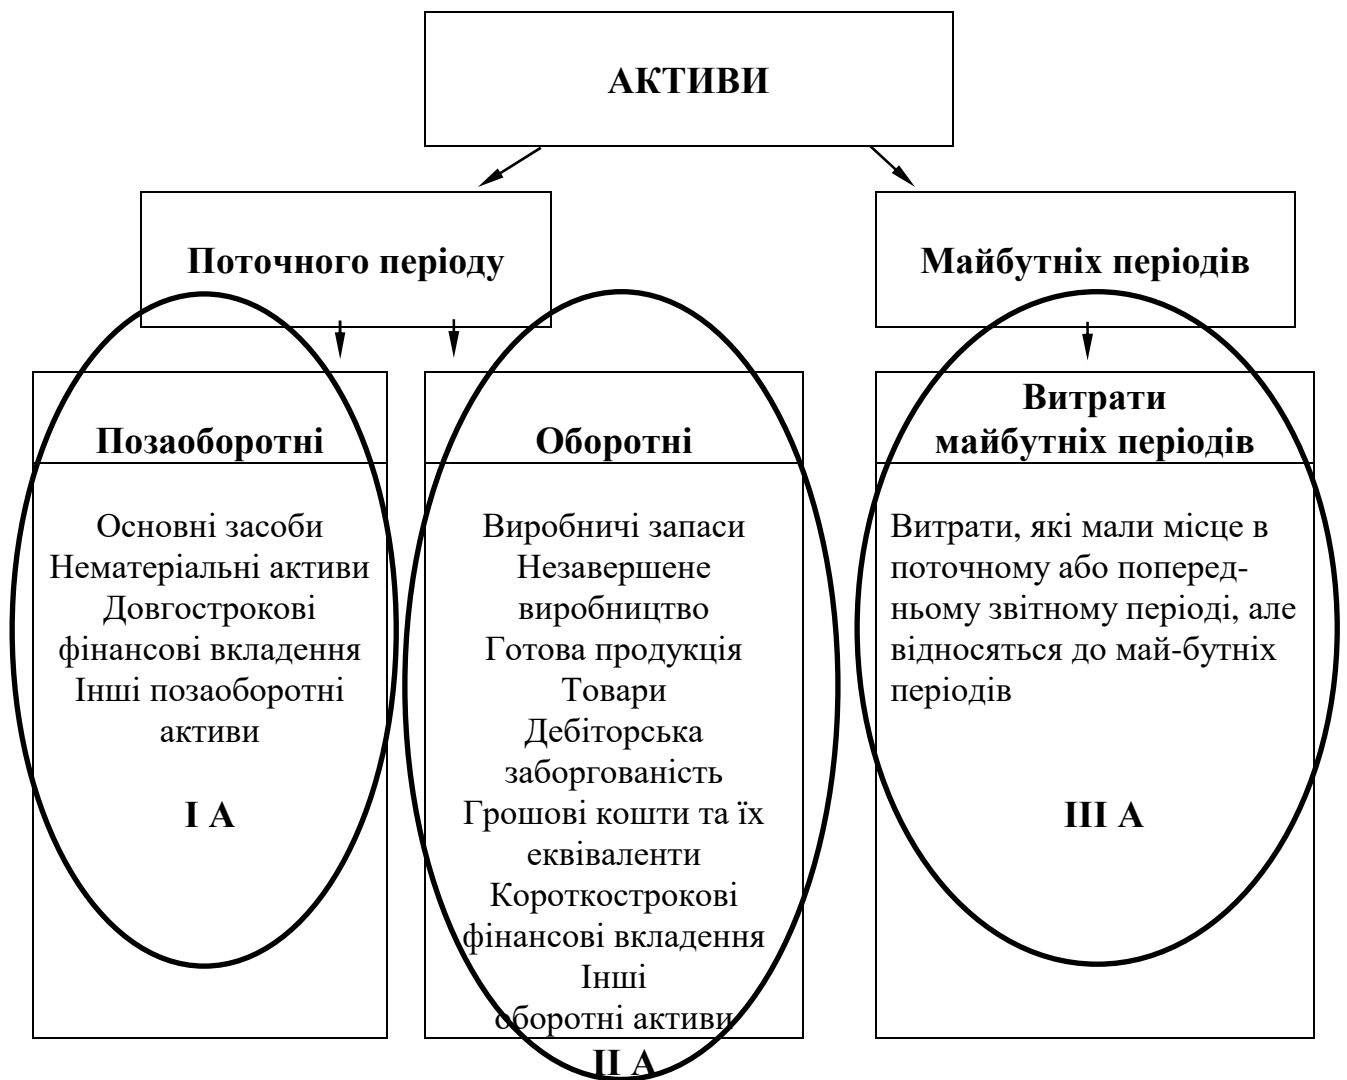 АКТИВИ
Поточного періоду
Майбутніх періодів
Позаоборотні
Основні засоби
Нематеріальні активи
Довгострокові
фінансові вкладення
Інші позаоборотні
активи
І А
Оборотні
Виробничі запаси
Незавершене
виробництво
Готова продукція
Товари
Дебіторська
заборгованість
Грошові кошти та їх
еквіваленти
Короткострокові
фінансові вкладення
Інші
оборотні активи
ІІ А
Витрати
майбутніх періодів
Витрати, які мали місце в
поточному або поперед-
ньому звітному періоді, але
відносяться до май-бутніх
періодів
ІІІ А